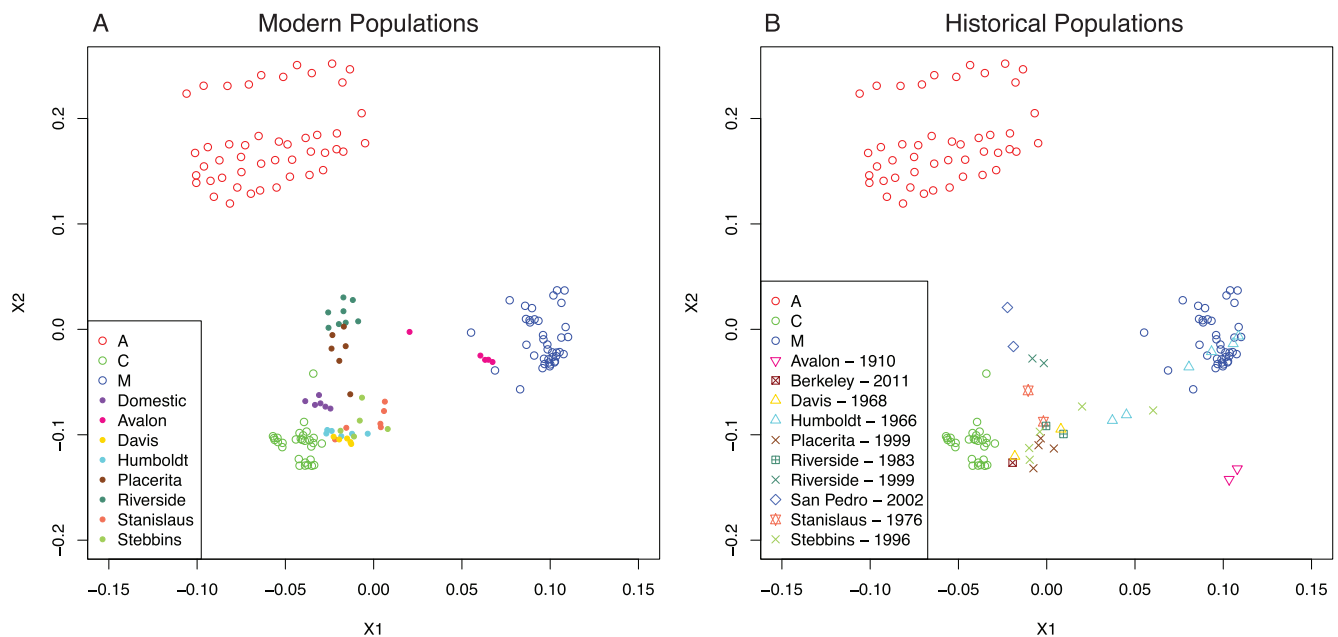 A
Modern Populations
X2
0.2
0.1
0.0
−0.1
−0.2
A
C
M
Domestic
Avalon
Davis
Humboldt
Placerita
Riverside
Stanislaus
Stebbins
−0.15
−0.10
−0.05
0.00
0.05
0.10
0.15
X1
B
Historical Populations
X2
0.2
0.1
0.0
−0.1
−0.2
A
C
M
Avalon − 1910
Berkeley − 2011
Davis − 1968
Humboldt − 1966
Placerita − 1999
Riverside − 1983
Riverside − 1999
San Pedro − 2002
Stanislaus − 1976
Stebbins − 1996
−0.15
−0.10
−0.05
0.00
0.05
0.10
0.15
X1